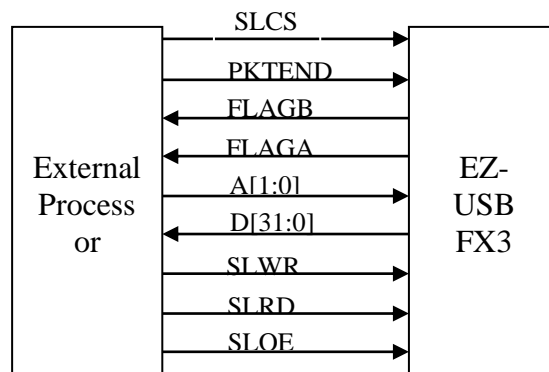 SLCS
PKTEND
FLAGB
FLAGA
A[1:0]
D[31:0]
SLWR
SLRD
SLOE
External
Process
or
EZ-
USB
FX3